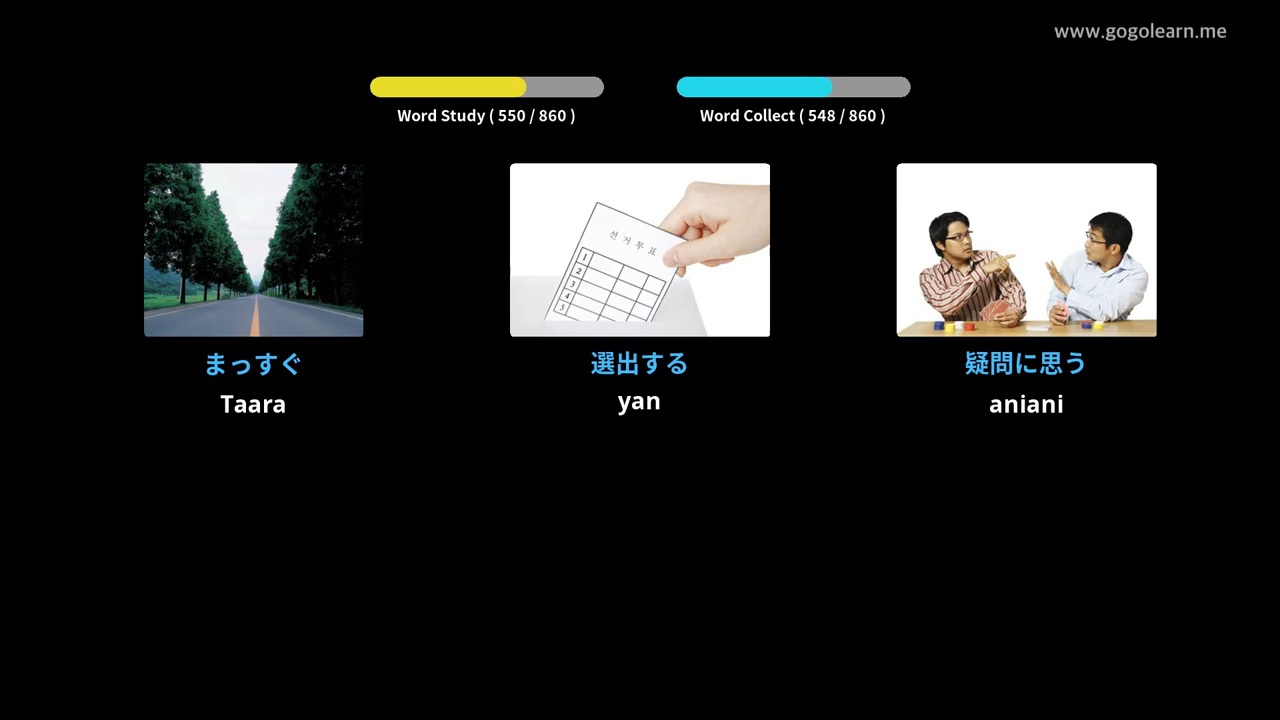 www.gogolearn.me
Word Study ( 550 / 860 )
Word Collect ( 548 / 860 )
선거투표
1
2
3
4
5
まっすぐ
選出する
疑問に思う
Taara
yan
aniani